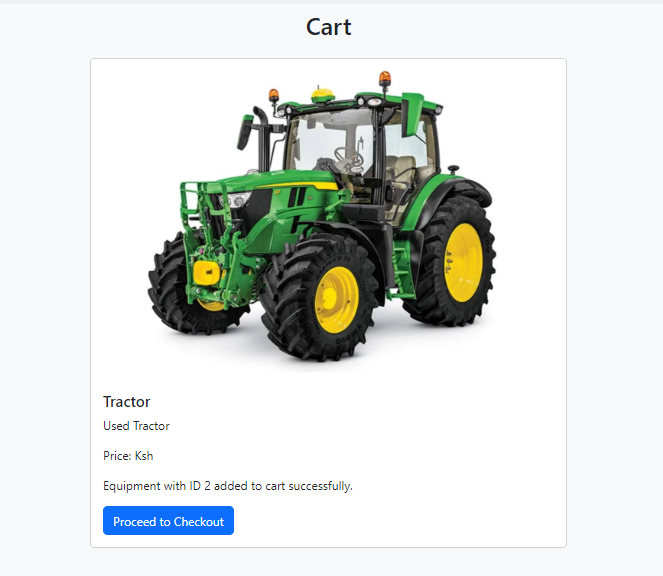 Cart
Tractor
Used Tractor
Price: Ksh
Equipment with ID 2 added to cart successfully.
Proceed to Checkout